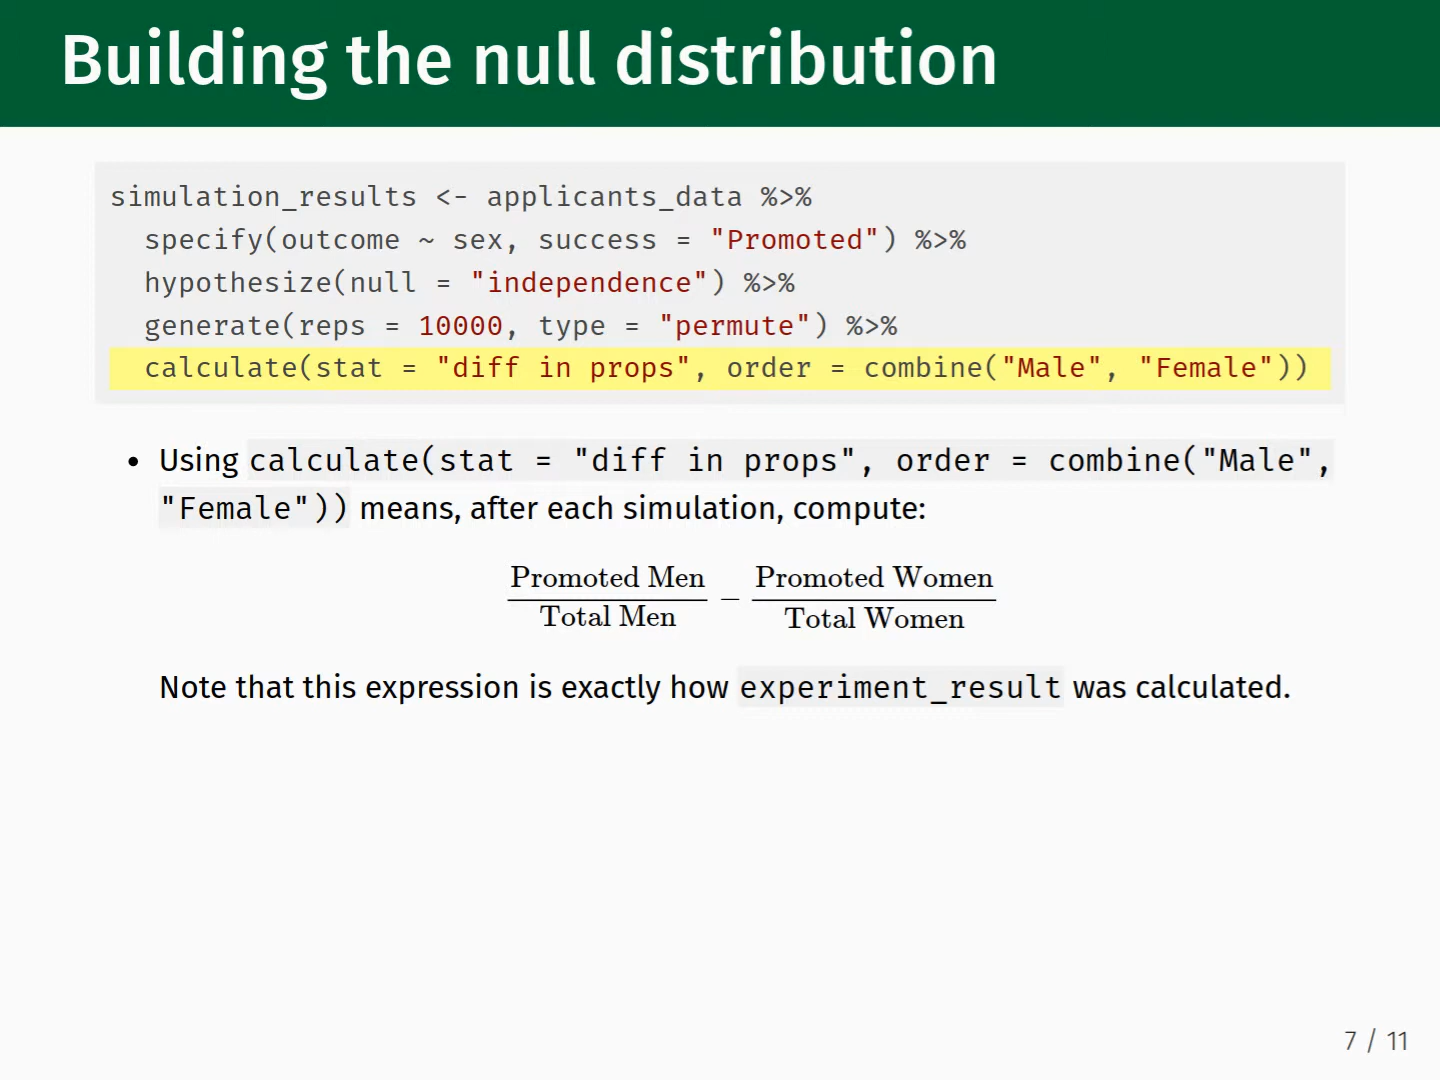 Building the null distribution
simulation_results <- applicants_data %>%
specify(outcome ~ sex, success = "Promoted") %>%
hypothesize(null = "independence") %>%
generate(reps = 10000, type = "permute") %>%
calculate(stat = "diff in props", order = combine("Male", "Female"))
• Using calculate(stat = "diff in props", order = combine("Male",
"Female")) means, after each simulation, compute:
Promoted Men / Total Men − Promoted Women / Total Women
Note that this expression is exactly how experiment_result was calculated.
7 / 11